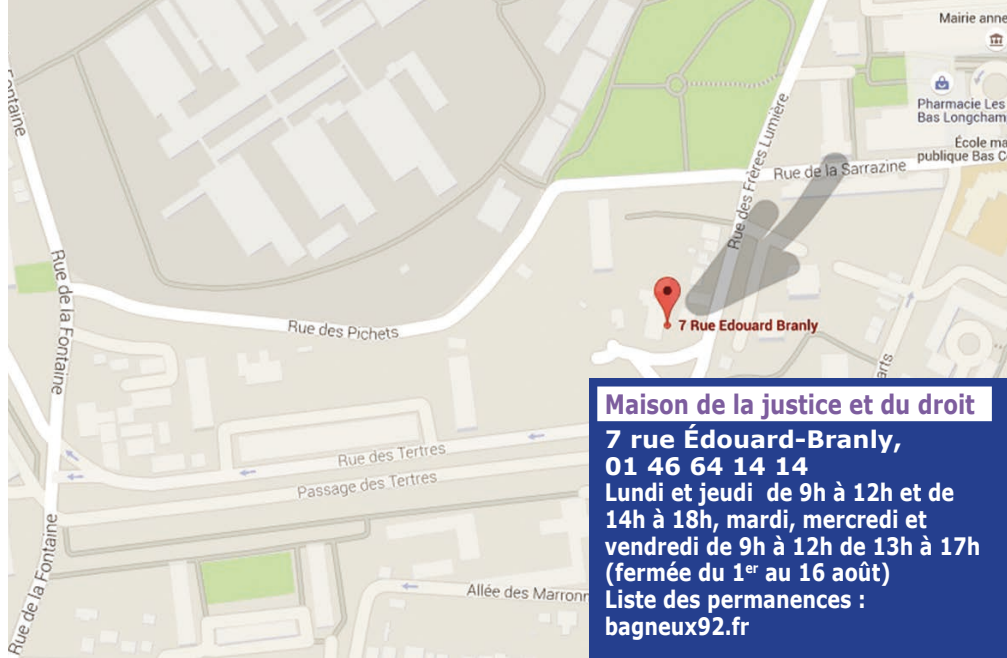 Mairie anne
Pharmacie Les
Bas Longcham
École ma
publique Bas C
Rue de la Sarrazine
Rue des Frères Lumière
Fontaine
Rue de la Fontaine
Rue des Pichets
7 Rue Edouard Branly
arts
Rue des Tertres
Passage des Tertres
Rue de la Fontaine
Allée des Marronn
Maison de la justice et du droit
7 rue Édouard-Branly,
01 46 64 14 14
Lundi et jeudi de 9h à 12h et de
14h à 18h, mardi, mercredi et
vendredi de 9h à 12h de 13h à 17h
(fermée du 1er au 16 août)
Liste des permanences :
bagneux92.fr